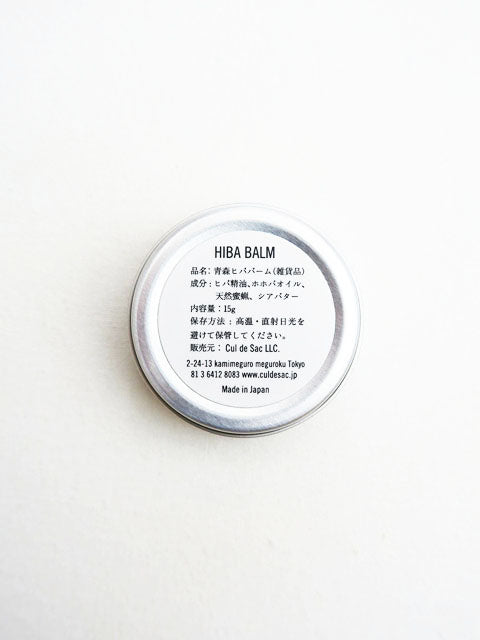 HIBA BALM
品名：青森ヒババーム（雑貨品）
成分：ヒバ精油、ホホバオイル、
天然蜜蝋、シアバター
内容量：15g
保存方法：高温・直射日光を
避けて保管してください。
販売元： Cul de Sac LLC.
2-24-13 kamimeguro meguroku Tokyo
81 3 6412 8083 www.culdesac.jp
Made in Japan